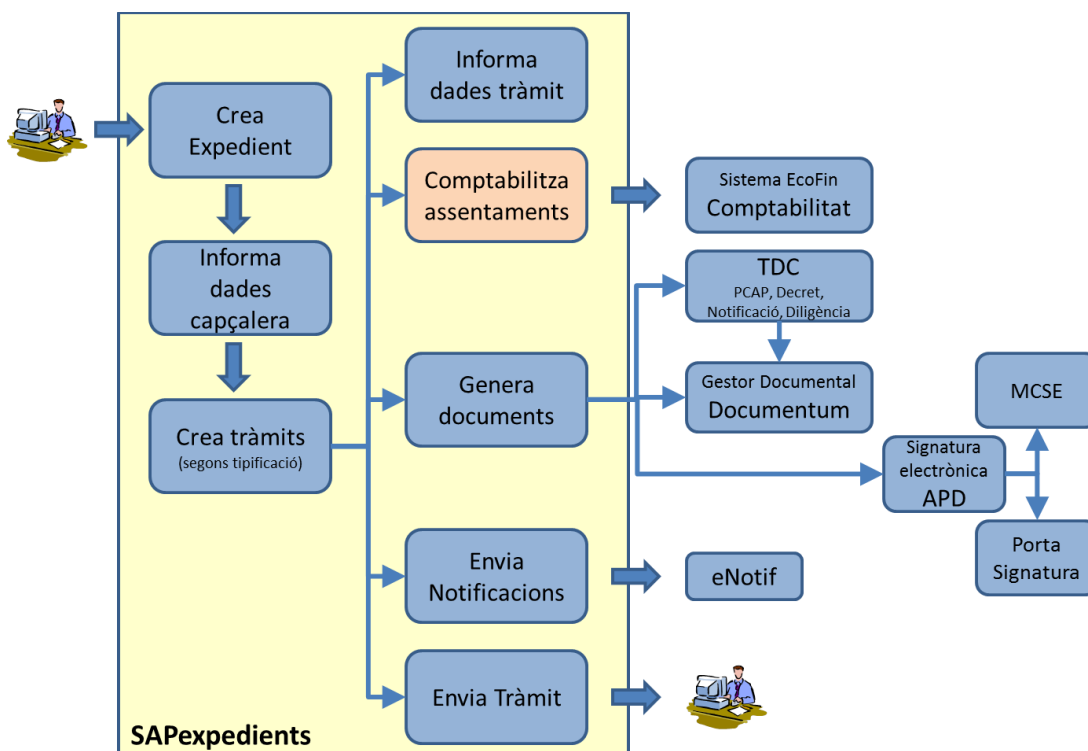 Crea
Expedient
Informa
dades
capçalera
Crea tràmits
(segons tipificació)
Informa
dades tràmit
Comptabilitza
assentaments
Genera
documents
Envia
Notificacions
Envia Tràmit
SAPexpedients
Sistema EcoFin
Comptabilitat
TDC
PCAP, Decret,
Notificació, Diligència
Gestor Documental
Documentum
Signatura
electrònica
APD
MCSE
Porta
Signatura
eNotif